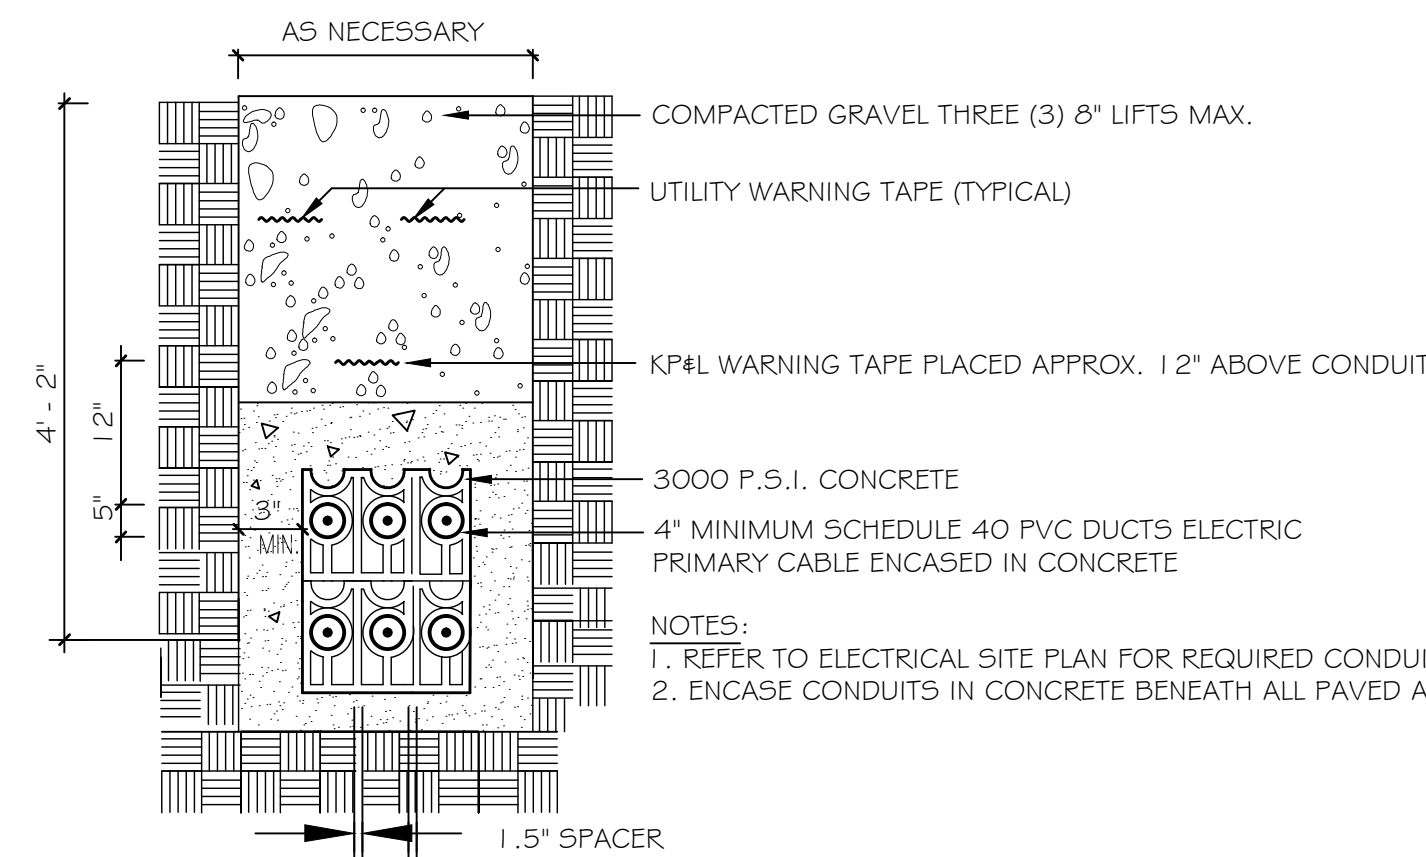 AS NECESSARY
COMPACTED GRAVEL THREE (3) 8" LIFTS MAX.
UTILITY WARNING TAPE (TYPICAL)
KP&L WARNING TAPE PLACED APPROX. 12" ABOVE CONDUIT
4' - 2"
12"
5"
3"
MIN.
3000 P.S.I. CONCRETE
4" MINIMUM SCHEDULE 40 PVC DUCTS ELECTRIC
PRIMARY CABLE ENCASED IN CONCRETE
NOTES:
1. REFER TO ELECTRICAL SITE PLAN FOR REQUIRED CONDUI
2. ENCASE CONDUITS IN CONCRETE BENEATH ALL PAVED A
1.5" SPACER